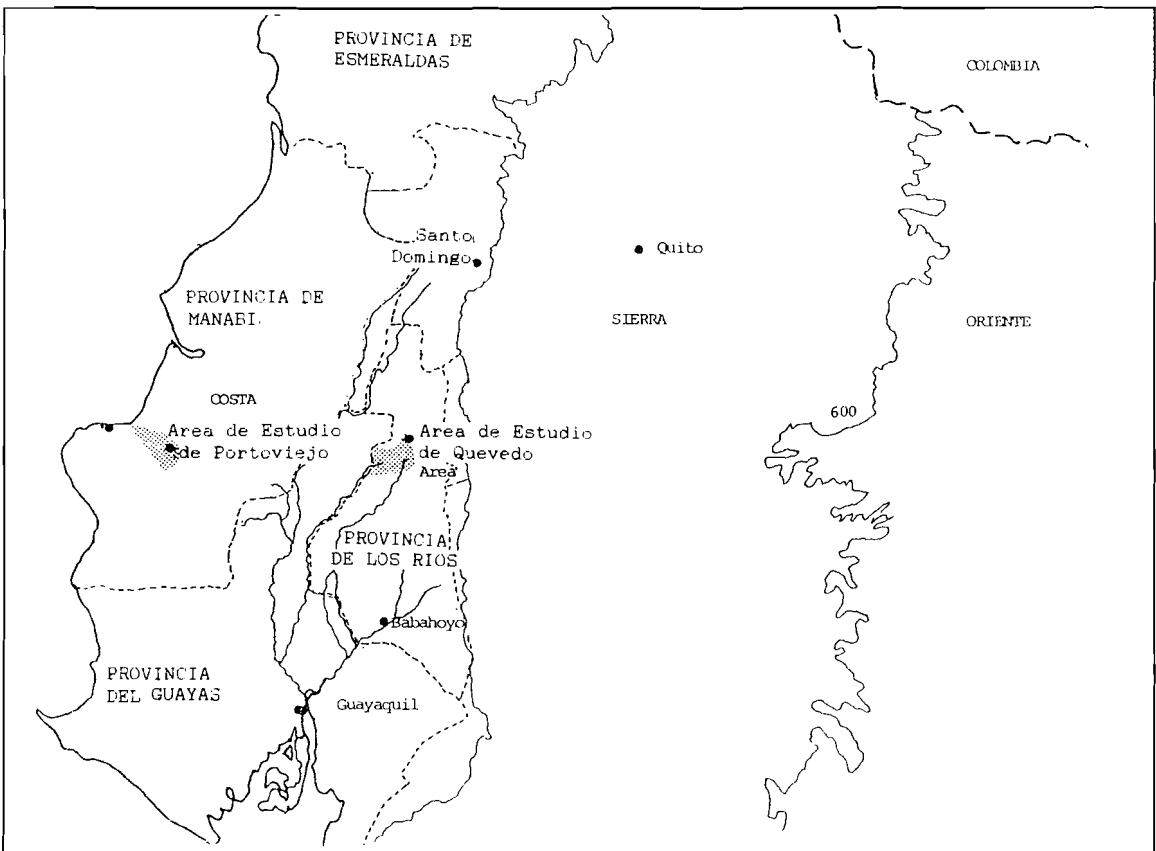 PROVINCIA DE
ESMERALDAS
COLOMBIA
Santo
Domingo
Quito
PROVINCIA DE
MANABI.
SIERRA
ORIENTE
COSTA
600
Area de Estudio
de Portoviejo
Area de Estudio
de Quevedo
Area
PROVINCIA
DE LOS RIOS
Babahoyo
PROVINCIA
DEL GUAYAS
Guayaquil